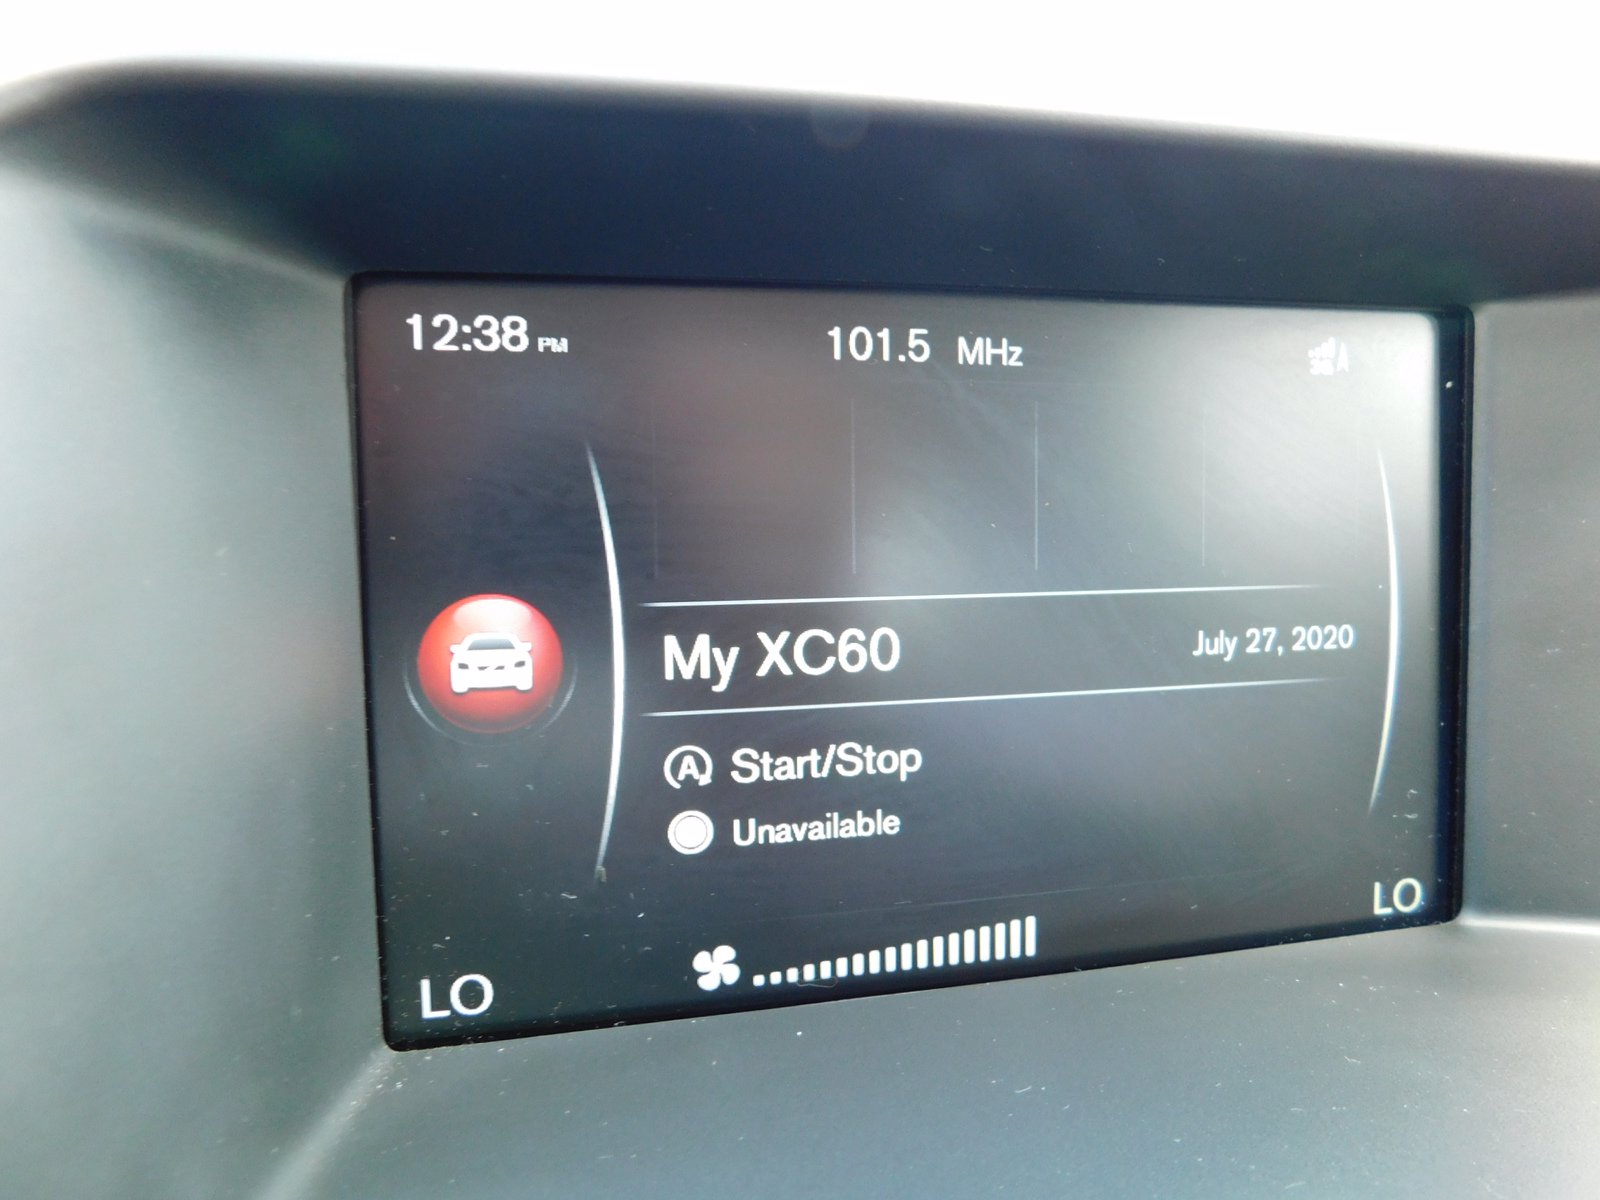 12:38 PM 101.5 MHz
My XC60 July 27, 2020
A Start/Stop
Unavailable
LO LO